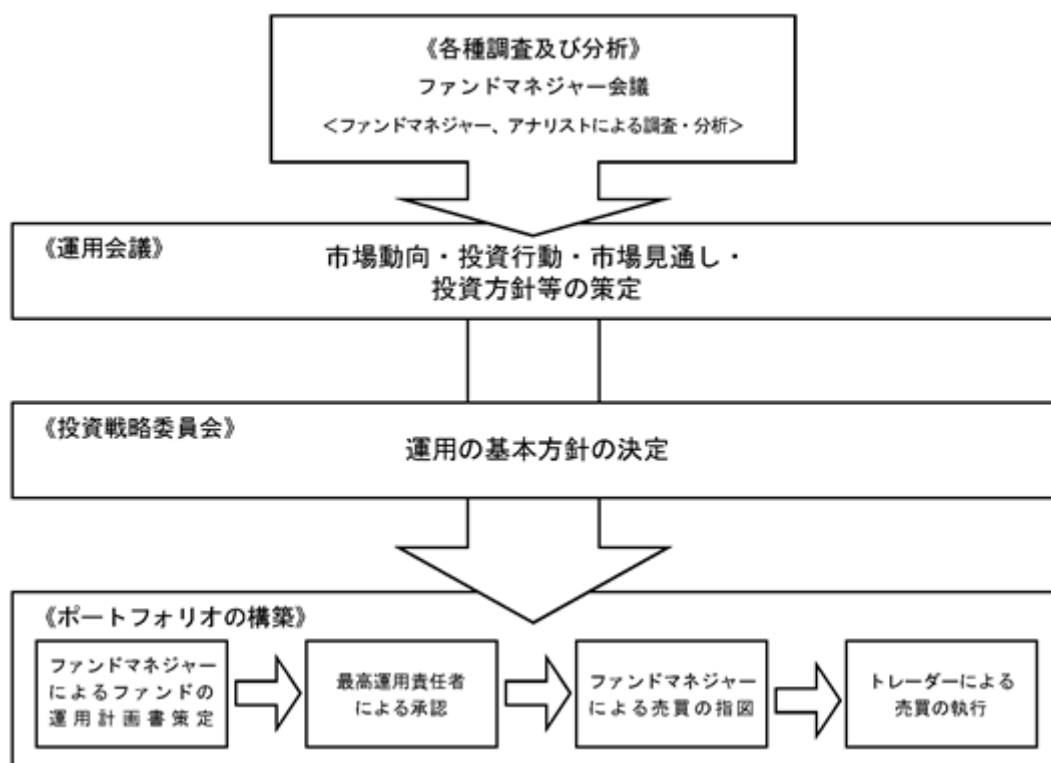 《各種調査及び分析》
ファンドマネジャー会議
＜ファンドマネジャー、アナリストによる調査・分析＞
《運用会議》
市場動向・投資行動・市場見通し・
投資方針等の策定
《投資戦略委員会》
運用の基本方針の決定
《ポートフォリオの構築》
ファンドマネジャー
によるファンドの
運用計画書策定
最高運用責任者
による承認
ファンドマネジャー
による売買の指図
トレーダーによる
売買の執行